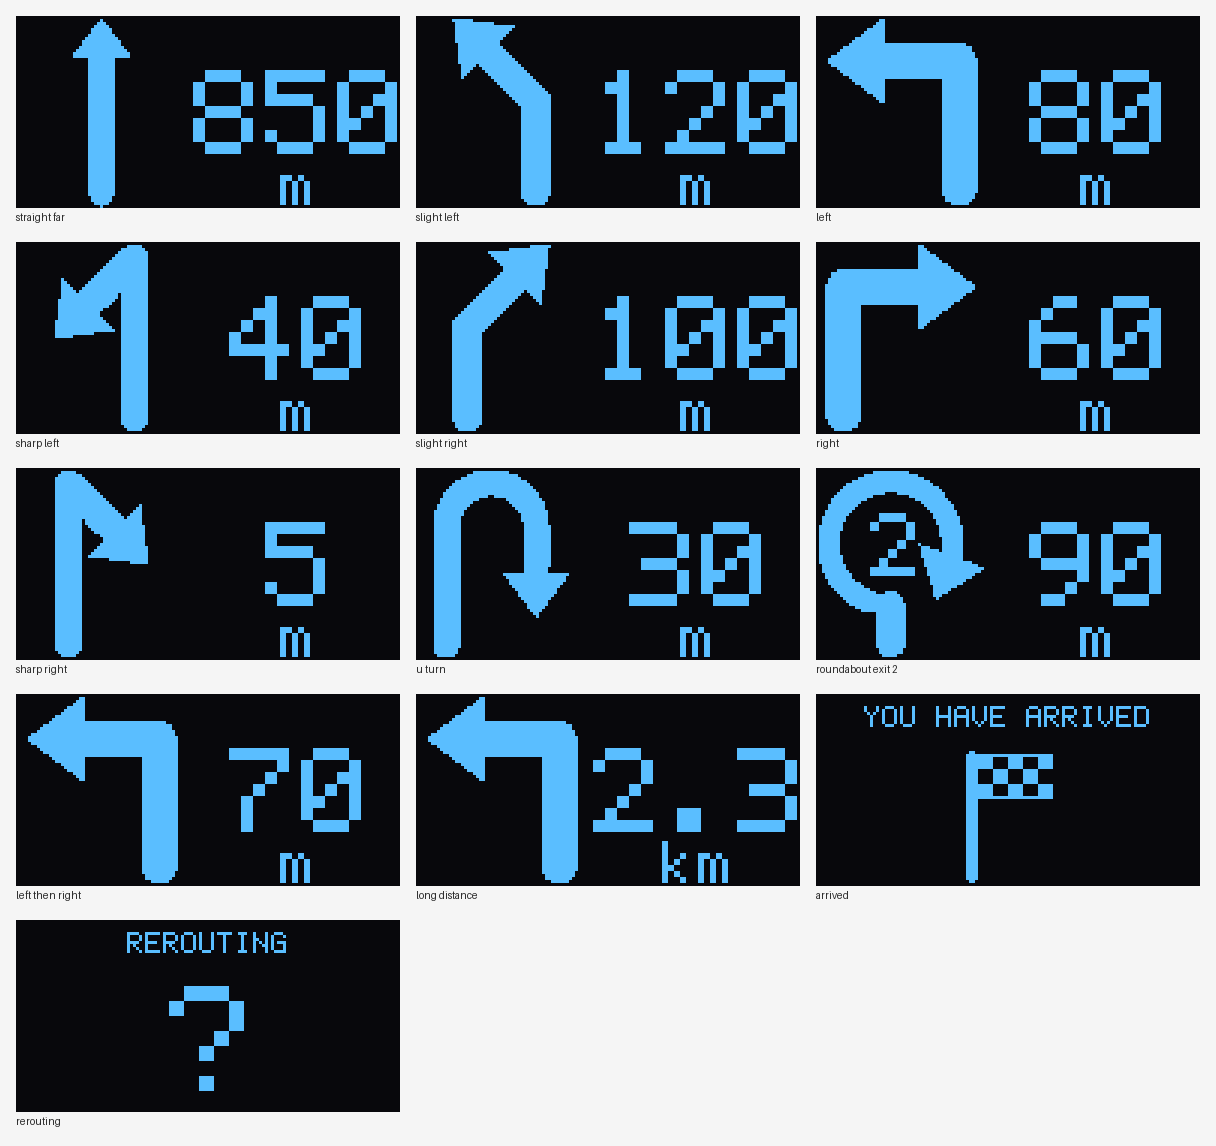 850
m
straight far
120
m
slight left
80
m
left
40
m
sharp left
100
m
slight right
60
m
right
5
m
sharp right
30
m
u turn
2
90
m
roundabout exit 2
70
m
left then right
2.3
km
long distance
YOU HAVE ARRIVED
arrived
REROUTING
?
rerouting